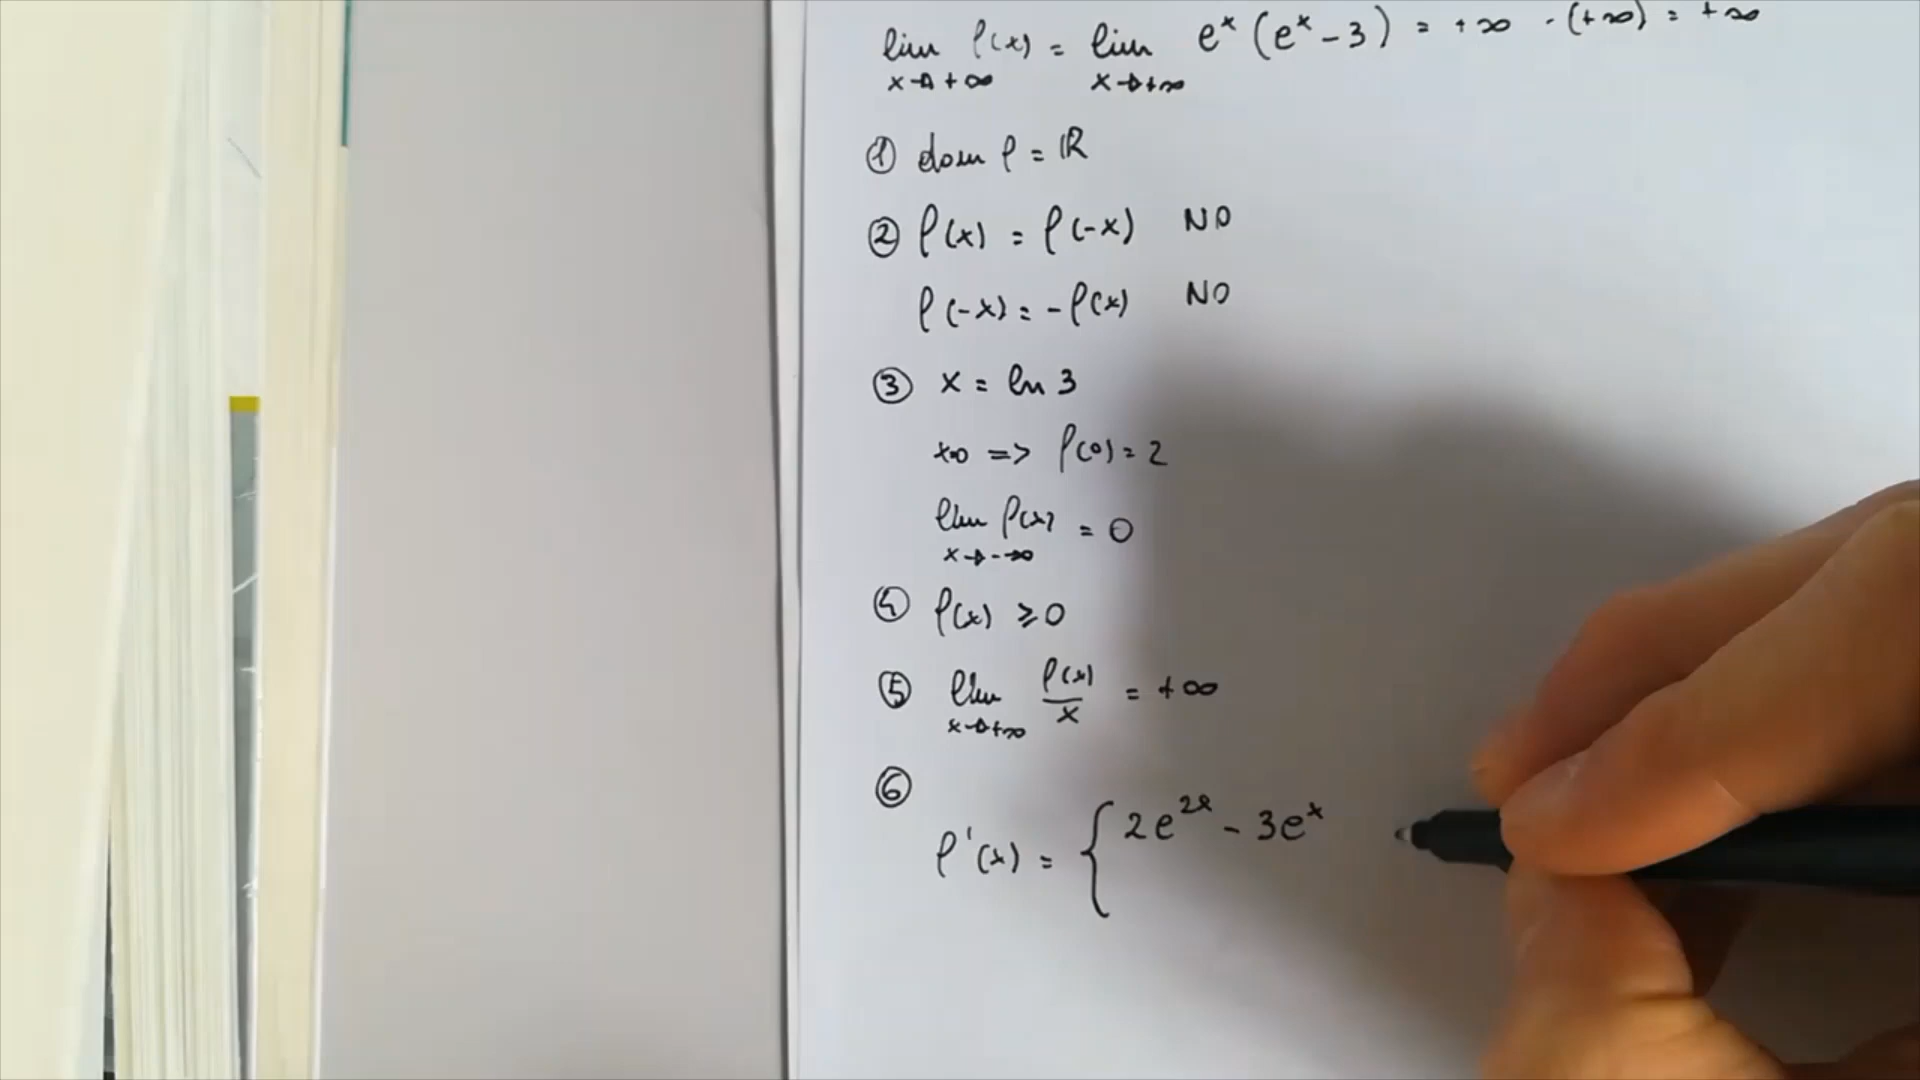 lim f(x) = lim e^x (e^x - 3) = +∞ · (+∞) = +∞
x→+∞ x→+∞
① dom f = ℝ
② f(x) = f(-x) NO
f(-x) = -f(x) NO
③ x = ln 3
x=0 => f(0) = 2
lim f(x) = 0
x→-∞
④ f(x) ≥ 0
⑤ lim f(x)/x = +∞
x→+∞
⑥
f'(x) = { 2e^{2x} - 3e^x